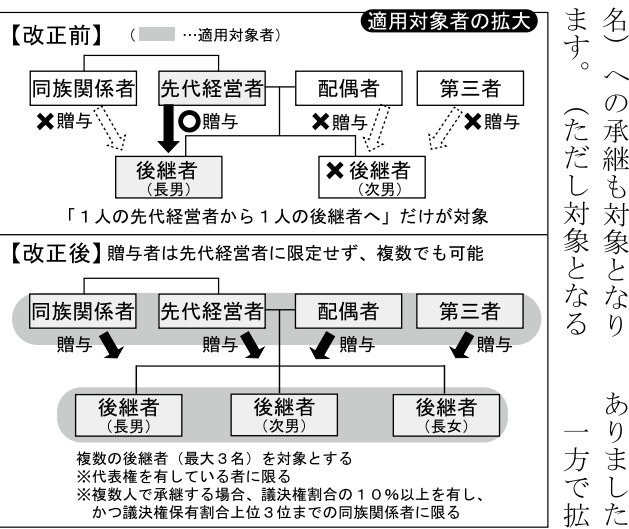 適用対象者の拡大
【改正前】 （ …適用対象者）
同族関係者 先代経営者 配偶者 第三者
✖贈与 ○贈与 ✖贈与 ✖贈与
後継者 ✖後継者
（長男） （次男）
「１人の先代経営者から１人の後継者へ」だけが対象
【改正後】贈与者は先代経営者に限定せず、複数でも可能
同族関係者 先代経営者 配偶者 第三者
贈与 贈与 贈与 贈与
後継者 後継者 後継者
（長男） （次男） （長女）
複数の後継者（最大３名）を対象とする
※代表権を有している者に限る
※複数人で承継する場合、議決権割合の１０％以上を有し、
かつ議決権保有割合上位３位までの同族関係者に限る
名）への承継も対象となり
ます。（ただし対象となる
ありました
一方で拡